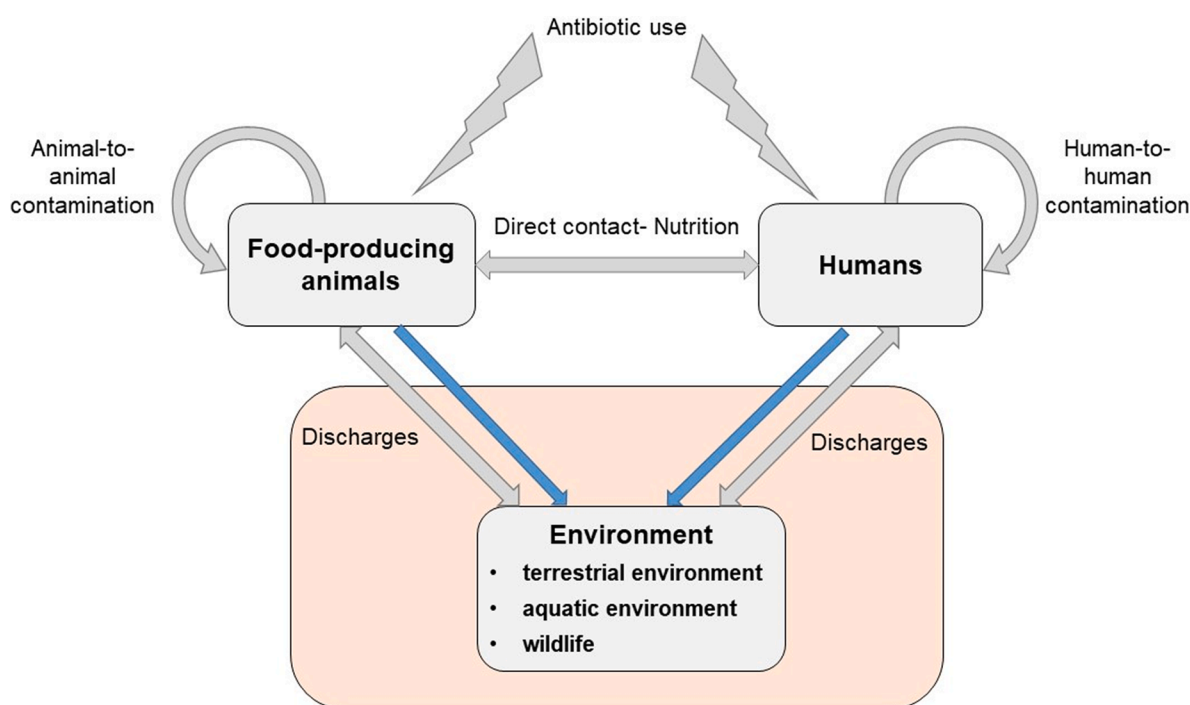 Antibiotic use
Animal-to-
animal
contamination
Human-to-
human
contamination
Direct contact- Nutrition
Food-producing
animals
Humans
Discharges
Discharges
Environment
• terrestrial environment
• aquatic environment
• wildlife